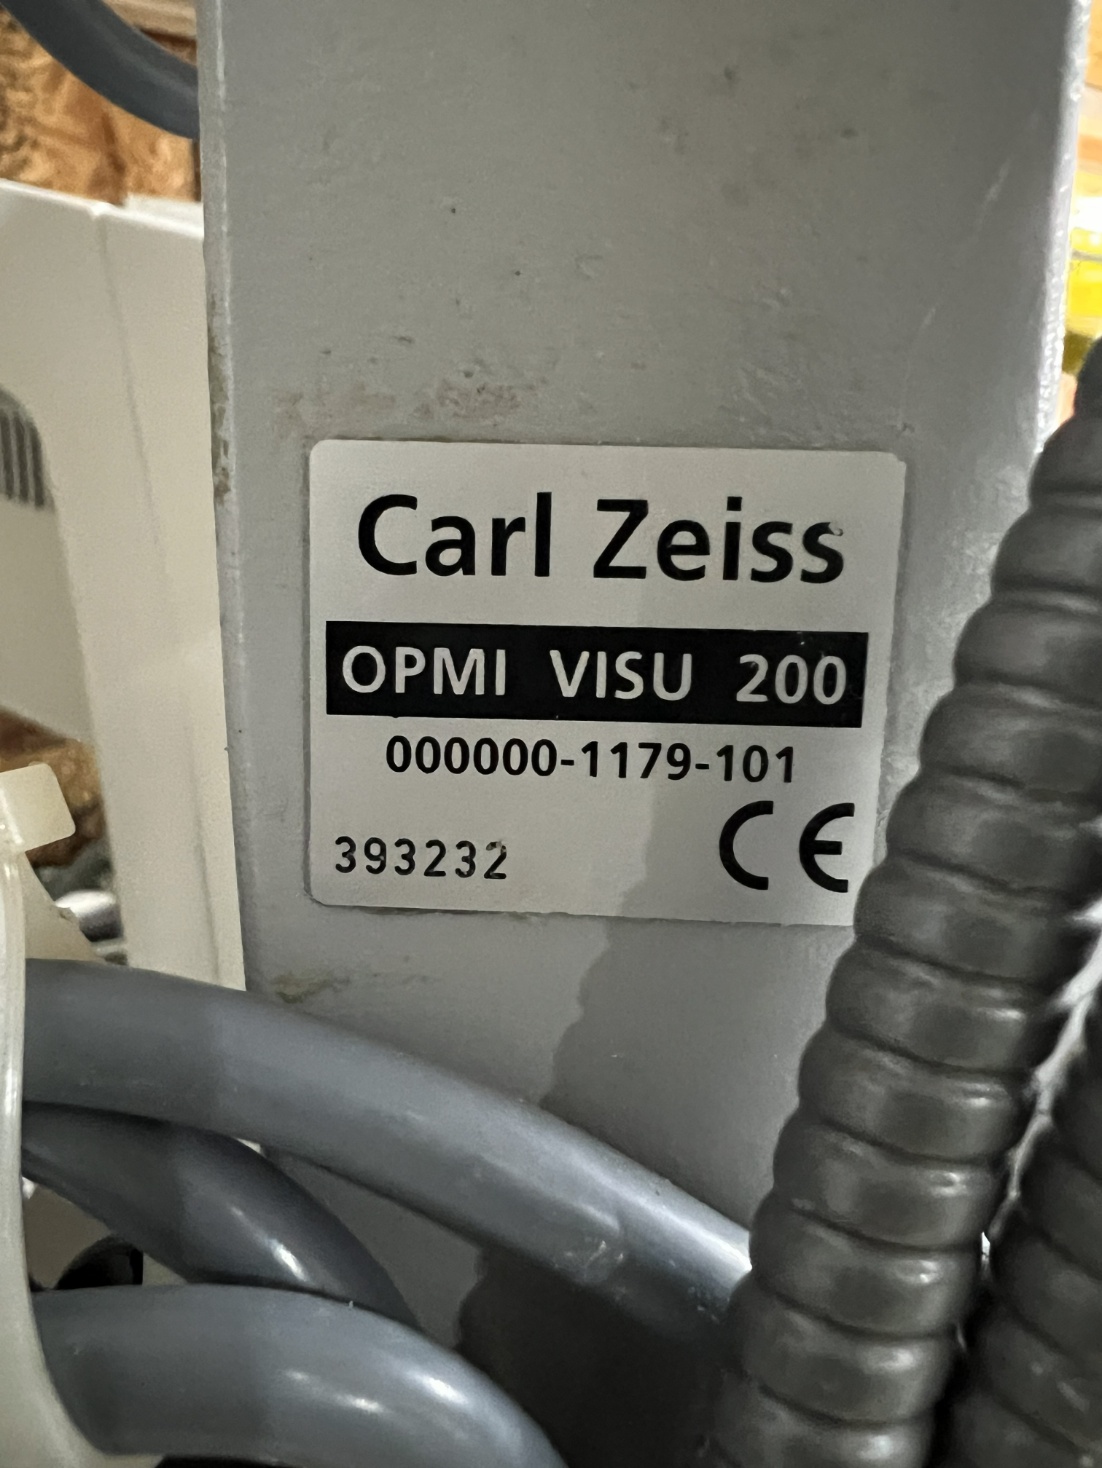 Carl Zeiss
OPMI VISU 200
000000-1179-101
393232 CE